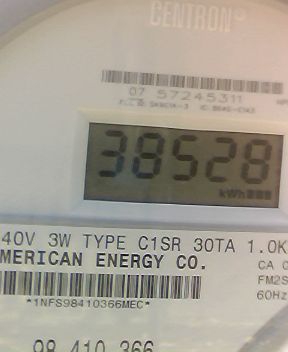 CENTRON®
07 57245311
38528
kWh
40V 3W TYPE C1SR 30TA 1.0K
MERICAN ENERGY CO.
CA 0
FM2S
60Hz
*1NFS98410366MEC*
98 410 366